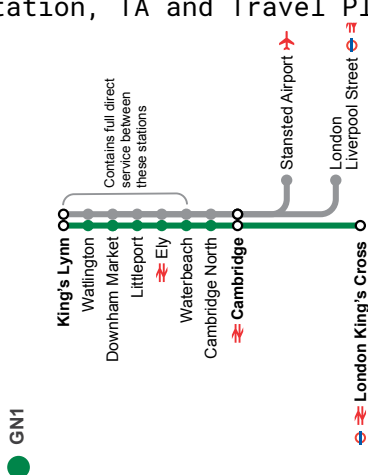 tation, TA and Travel Pl
GN1
King's Lynn
Watlington
Downham Market
Littleport
Ely
Waterbeach
Cambridge North
Cambridge
London King's Cross
Contains full direct
service between
these stations
Stansted Airport
London
Liverpool Street